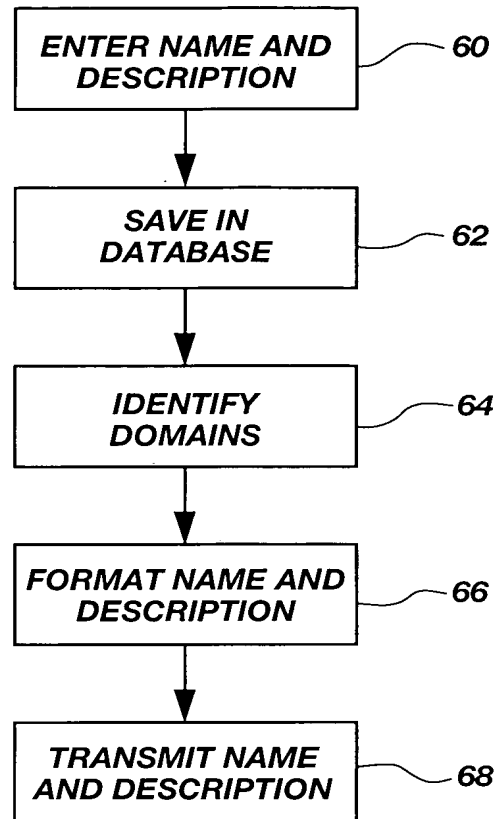 ENTER NAME AND
DESCRIPTION
60
SAVE IN
DATABASE
62
IDENTIFY
DOMAINS
64
FORMAT NAME AND
DESCRIPTION
66
TRANSMIT NAME
AND DESCRIPTION
68